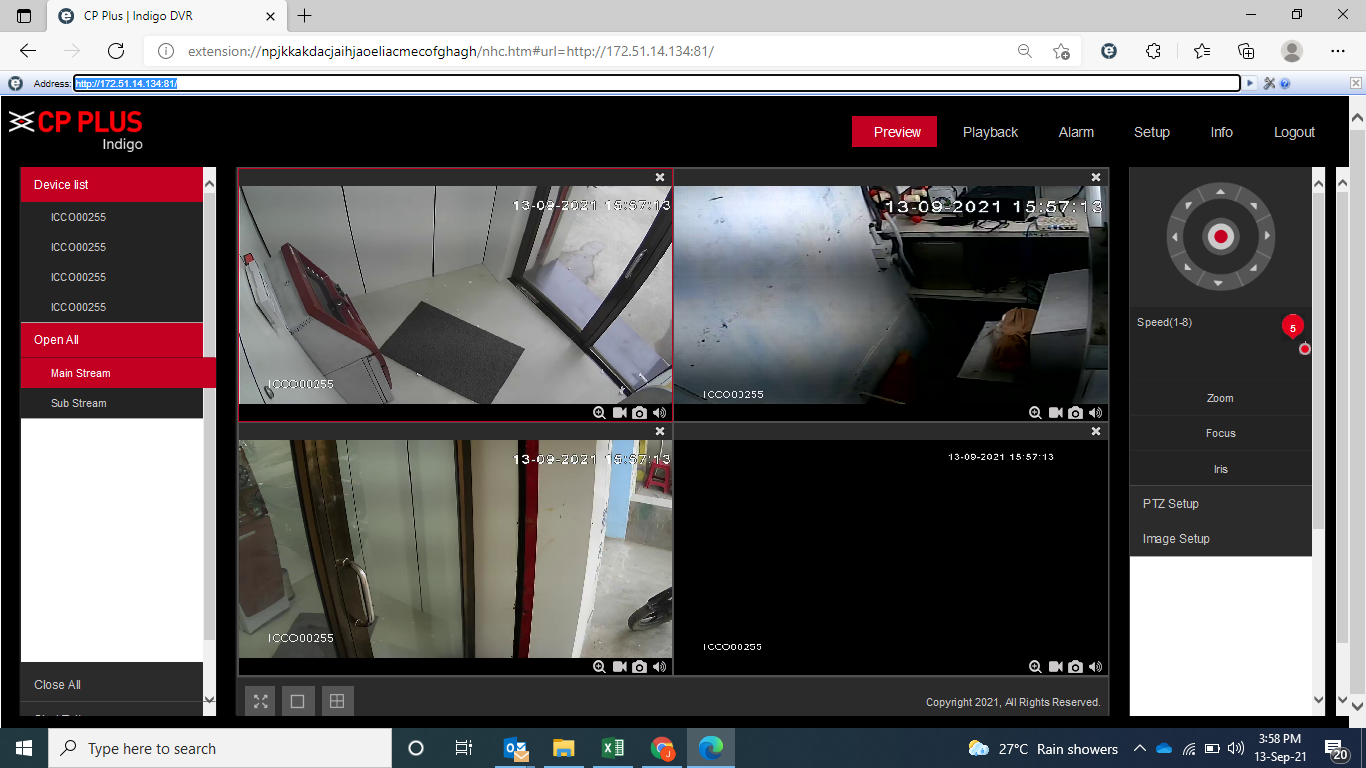 CP Plus | Indigo DVR
extension://npjkkakdacjaihjaoeliacmecofghagh/nhc.htm#url=http://172.51.14.134:81/
Address: http://172.51.14.134:81/
CP PLUS
Indigo
Preview Playback Alarm Setup Info Logout
Device list
ICCO00255
ICCO00255
ICCO00255
ICCO00255
Open All
Main Stream
Sub Stream
Close All
13-09-2021 15:57:13
ICCO00255
13-09-2021 15:57:13
ICCO00255
13-09-2021 15:57:13
ICCO00255
13-09-2021 15:57:13
ICCO00255
Copyright 2021, All Rights Reserved.
Speed(1-8)
5
Zoom
Focus
Iris
PTZ Setup
Image Setup
Type here to search
27°C Rain showers
3:58 PM
13-Sep-21
20